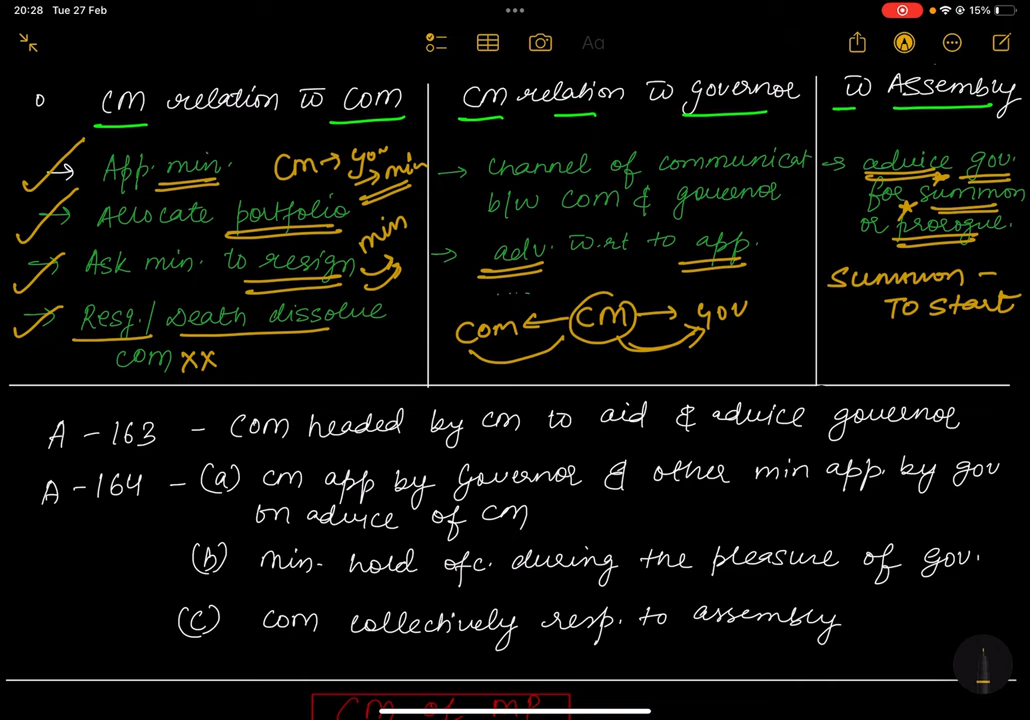 20:28 Tue 27 Feb
15%
Aa
CM relation to COM
App. min.
CM → gov → min
Allocate portfolio
min
Ask min. to resign
Resg./ Death dissolve
COM XX
CM relation to governor
Channel of communicat
b/w COM & governor
adv. w.r.t to app.
....
COM ← CM → gov
to Assembly
advice gov.
for summon
or prorogue.
Summon -
To Start
A - 163 - COM headed by CM to aid & advice governor
A - 164 - (a) CM app by Governor & other min app. by gov
on advice of CM
(b) min. hold ofc. during the pleasure of gov.
(c) COM collectively resp. to assembly
CM of MP